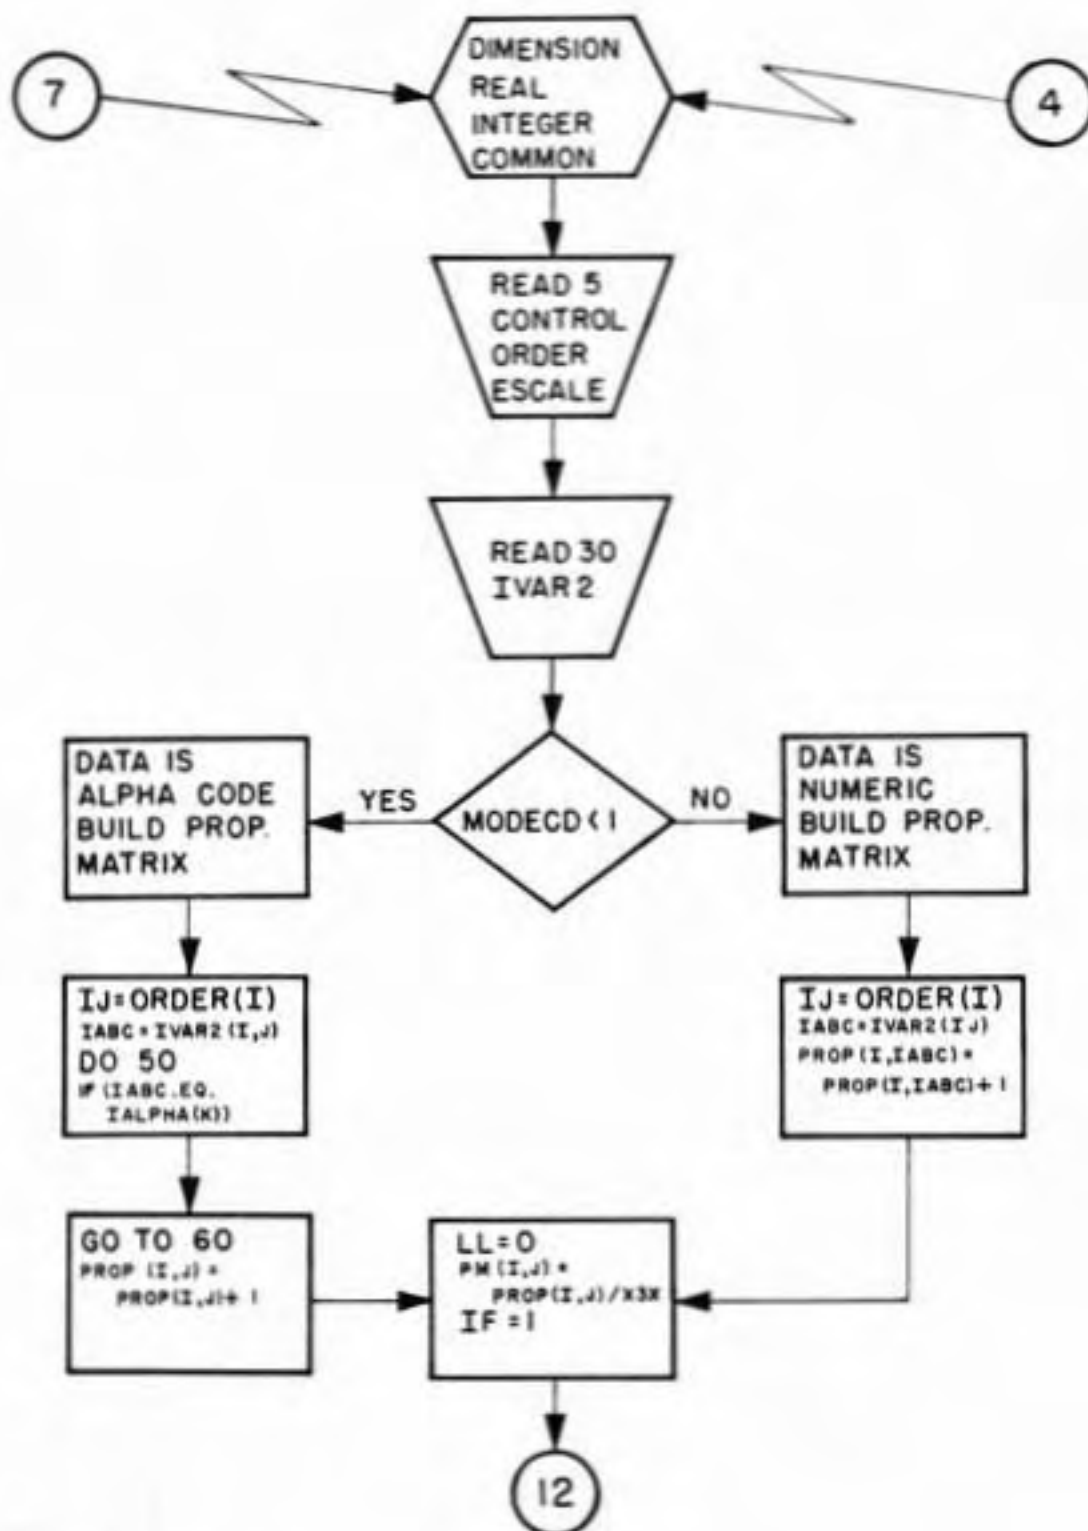 7
DIMENSION
REAL
INTEGER
COMMON
4
READ 5
CONTROL
ORDER
ESCALE
READ 30
IVAR2
DATA IS
ALPHA CODE
BUILD PROP.
MATRIX
YES
MODECD < 1
NO
DATA IS
NUMERIC
BUILD PROP.
MATRIX
IJ=ORDER(I)
IABC=IVAR2(I,J)
DO 50
IF (IABC.EQ.
IALPHA(K))
IJ=ORDER(I)
IABC=IVAR2(IJ)
PROP(I,IABC)=
PROP(I,IABC)+1
GO TO 60
PROP (I,J)=
PROP(I,J)+ 1
LL=0
PM(I,J)=
PROP(I,J)/X3X
IF=1
12